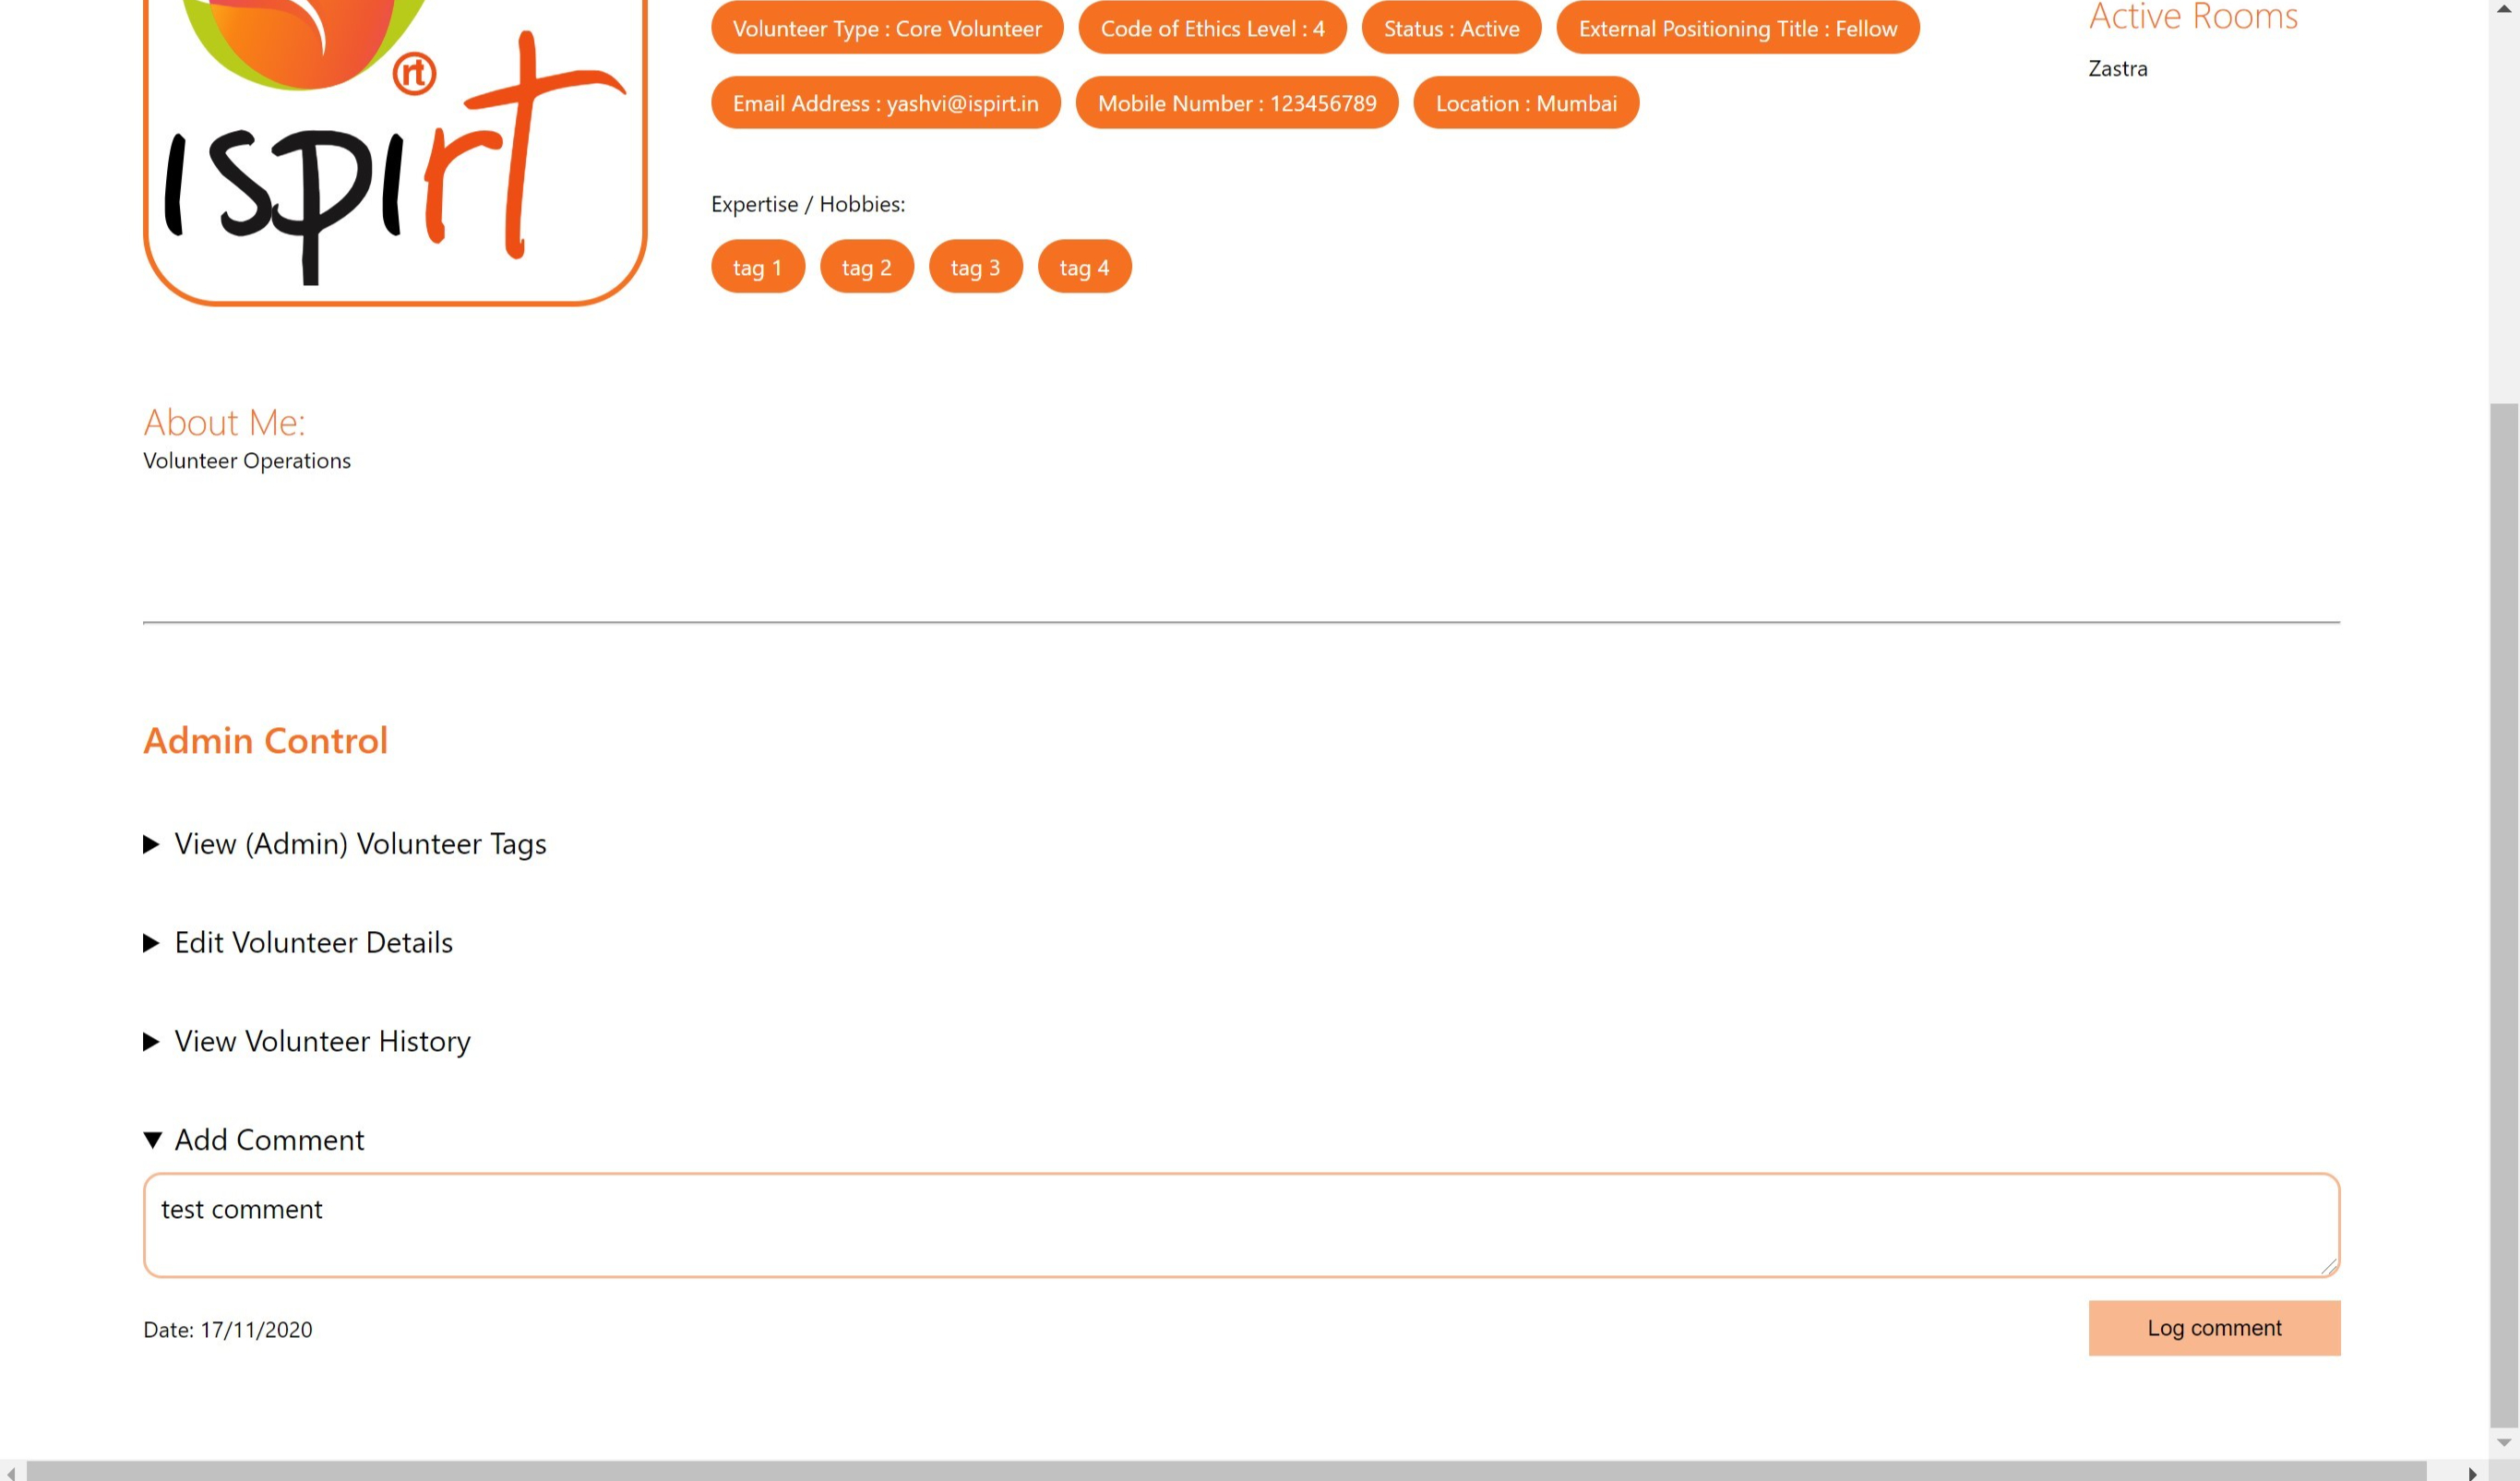 Volunteer Type : Core Volunteer Code of Ethics Level : 4 Status : Active External Positioning Title : Fellow
Email Address : yashvi@ispirt.in Mobile Number : 123456789 Location : Mumbai
Active Rooms
Zastra
® rt
ıspırt
Expertise / Hobbies:
tag 1 tag 2 tag 3 tag 4
About Me:
Volunteer Operations
Admin Control
View (Admin) Volunteer Tags
Edit Volunteer Details
View Volunteer History
Add Comment
test comment
Date: 17/11/2020
Log comment